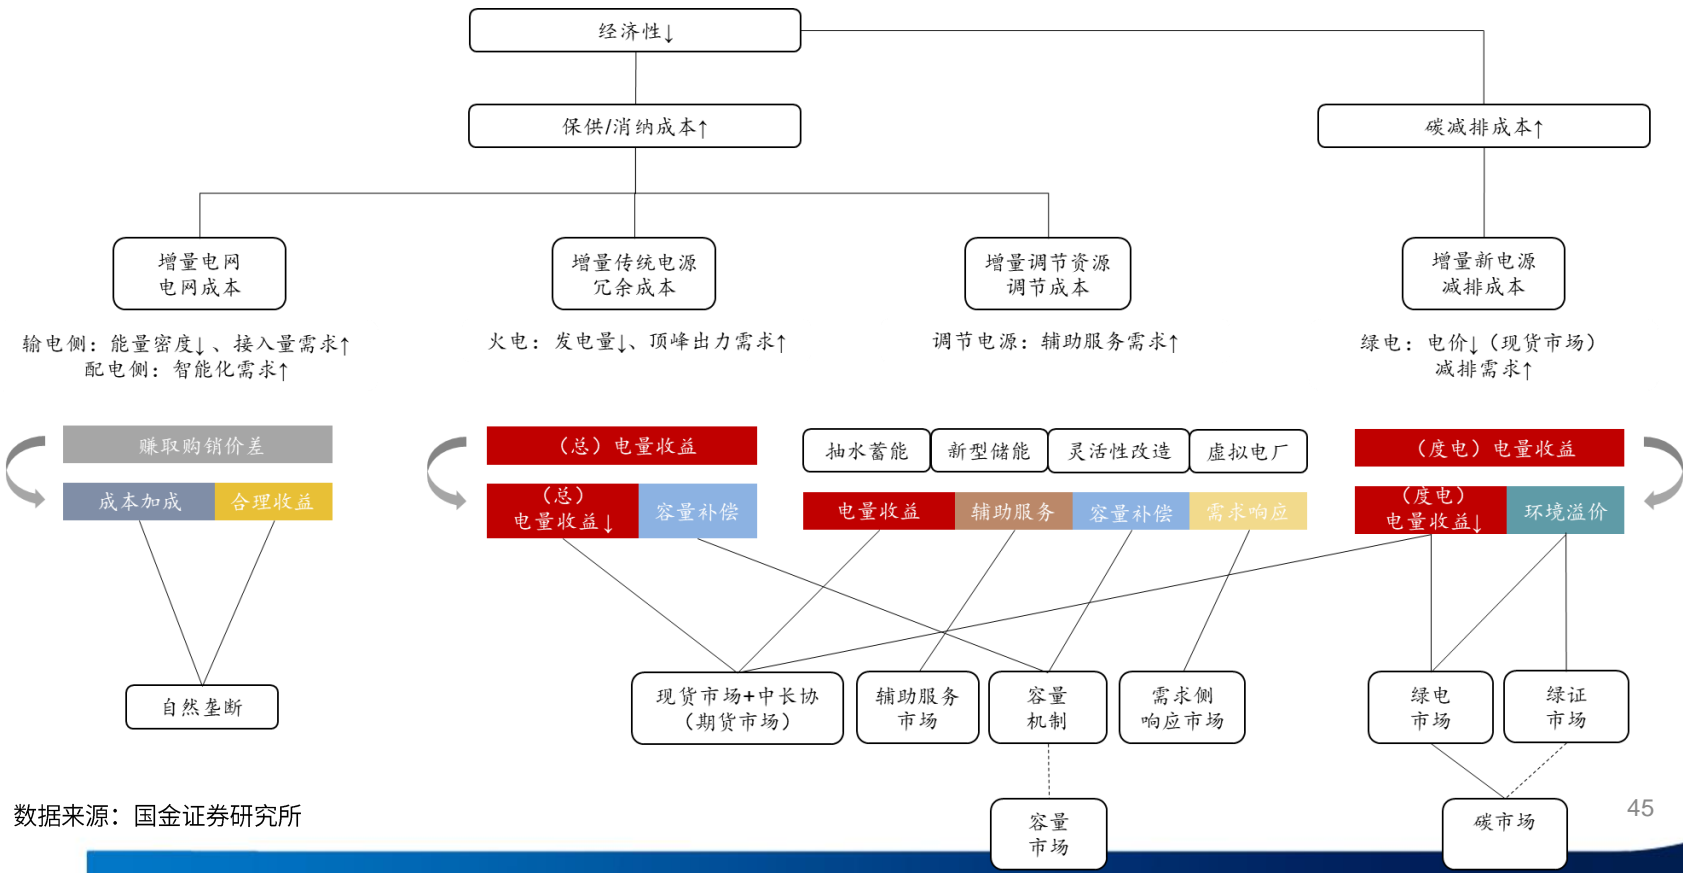 经济性↓
保供/消纳成本↑
碳减排成本↑
增量电网
电网成本
增量传统电源
冗余成本
增量调节资源
调节成本
增量新电源
减排成本
输电侧：能量密度↓、接入量需求↑
配电侧：智能化需求↑
火电：发电量↓、顶峰出力需求↑
调节电源：辅助服务需求↑
绿电：电价↓（现货市场）
减排需求↑
赚取购销价差
成本加成
合理收益
（总）电量收益
（总）
电量收益↓
容量补偿
抽水蓄能
新型储能
灵活性改造
虚拟电厂
电量收益
辅助服务
容量补偿
需求响应
（度电）电量收益
（度电）
电量收益↓
环境溢价
自然垄断
现货市场+中长协
（期货市场）
辅助服务
市场
容量
机制
需求侧
响应市场
绿电
市场
绿证
市场
容量
市场
碳市场
数据来源：国金证券研究所
45